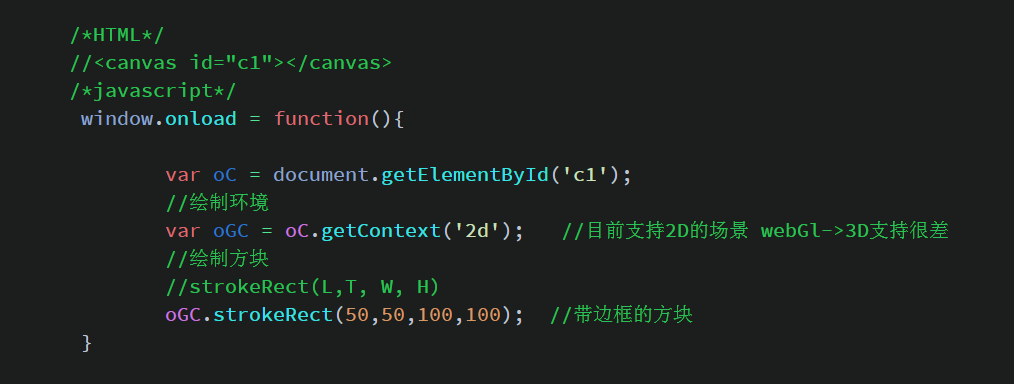 /*HTML*/
//<canvas id="c1"></canvas>
/*javascript*/
window.onload = function(){
var oC = document.getElementById('c1');
//绘制环境
var oGC = oC.getContext('2d');   //目前支持2D的场景 webGl->3D支持很差
//绘制方块
//strokeRect(L,T, W, H)
oGC.strokeRect(50,50,100,100);  //带边框的方块
}